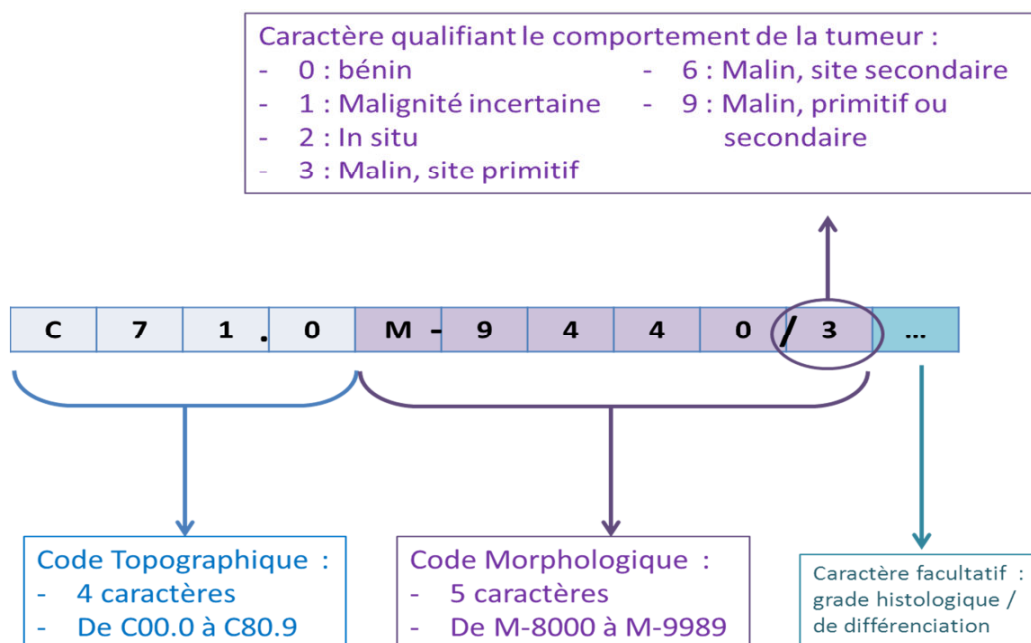 Caractère qualifiant le comportement de la tumeur :
- 0 : bénin
- 1 : Malignité incertaine
- 2 : In situ
- 3 : Malin, site primitif
- 6 : Malin, site secondaire
- 9 : Malin, primitif ou
secondaire
C 7 1 . 0 M - 9 4 4 0 / 3 ...
Code Topographique :
- 4 caractères
- De C00.0 à C80.9
Code Morphologique :
- 5 caractères
- De M-8000 à M-9989
Caractère facultatif :
grade histologique /
de différenciation